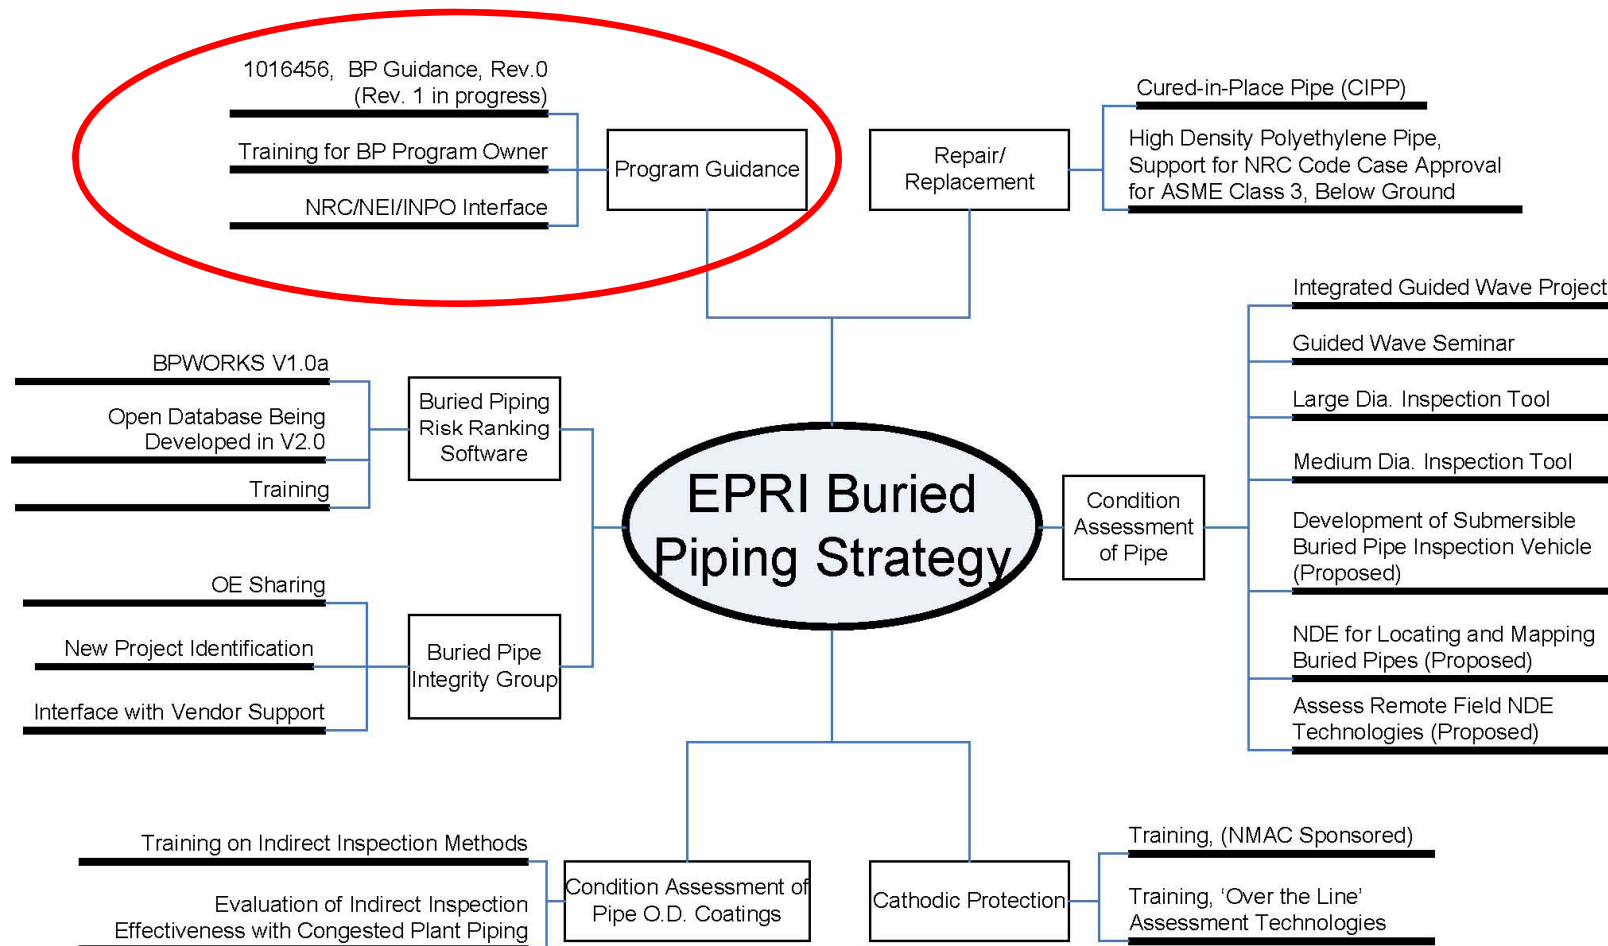 1016456, BP Guidance, Rev.0
(Rev. 1 in progress)
Training for BP Program Owner
NRC/NEI/INPO Interface
Program Guidance
Repair/
Replacement
Cured-in-Place Pipe (CIPP)
High Density Polyethylene Pipe,
Support for NRC Code Case Approval
for ASME Class 3, Below Ground
BPWORKS V1.0a
Open Database Being
Developed in V2.0
Training
Buried Piping
Risk Ranking
Software
OE Sharing
New Project Identification
Interface with Vendor Support
Buried Pipe
Integrity Group
EPRI Buried
Piping Strategy
Condition
Assessment
of Pipe
Integrated Guided Wave Project
Guided Wave Seminar
Large Dia. Inspection Tool
Medium Dia. Inspection Tool
Development of Submersible
Buried Pipe Inspection Vehicle
(Proposed)
NDE for Locating and Mapping
Buried Pipes (Proposed)
Assess Remote Field NDE
Technologies (Proposed)
Training on Indirect Inspection Methods
Evaluation of Indirect Inspection
Effectiveness with Congested Plant Piping
Condition Assessment of
Pipe O.D. Coatings
Cathodic Protection
Training, (NMAC Sponsored)
Training, ‘Over the Line’
Assessment Technologies